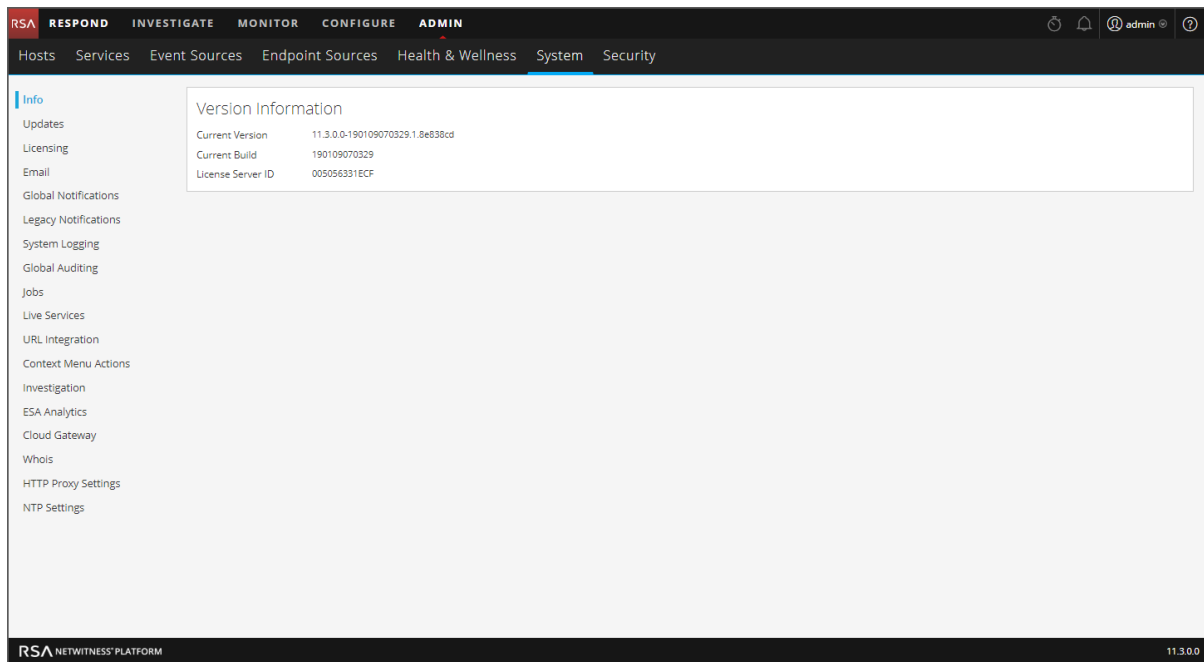 RSA RESPOND INVESTIGATE MONITOR CONFIGURE ADMIN admin
Hosts Services Event Sources Endpoint Sources Health & Wellness System Security
Info
Updates
Licensing
Email
Global Notifications
Legacy Notifications
System Logging
Global Auditing
Jobs
Live Services
URL Integration
Context Menu Actions
Investigation
ESA Analytics
Cloud Gateway
Whois
HTTP Proxy Settings
NTP Settings
Version Information
Current Version 11.3.0.0-190109070329.1.8e838cd
Current Build 190109070329
License Server ID 005056331ECF
RSA NETWITNESS® PLATFORM 11.3.0.0